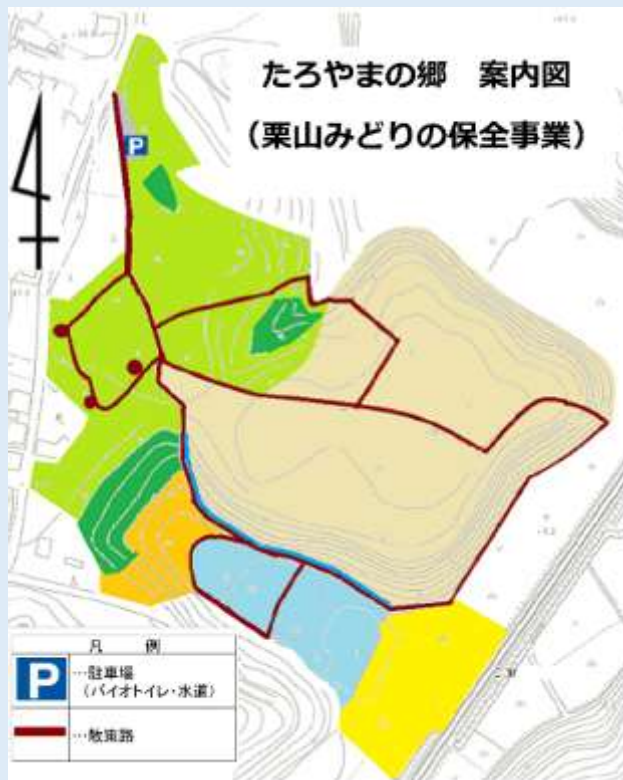 たろやまの郷　案内図
（栗山みどりの保全事業）
P
凡　例
P …駐車場
（バイオトイレ・水道）
…散策路